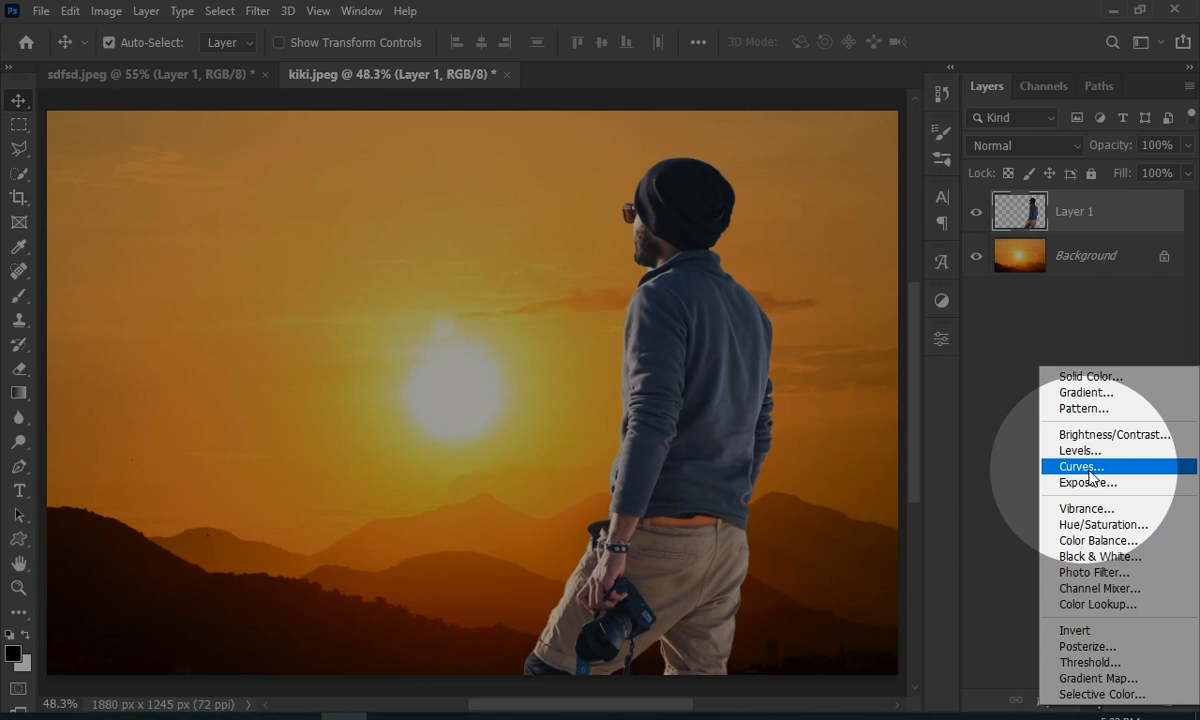 Ps File Edit Image Layer Type Select Filter 3D View Window Help
Auto-Select: Layer Show Transform Controls 3D Mode:
sdfsd.jpeg @ 55% (Layer 1, RGB/8) * × kiki.jpeg @ 48.3% (Layer 1, RGB/8) * ×
Layers Channels Paths
Kind
Normal Opacity: 100%
Lock: Fill: 100%
Layer 1
Background
Solid Color...
Gradient...
Pattern...
Brightness/Contrast...
Levels...
Curves...
Exposure...
Vibrance...
Hue/Saturation...
Color Balance...
Black & White...
Photo Filter...
Channel Mixer...
Color Lookup...
Invert
Posterize...
Threshold...
Gradient Map...
Selective Color...
48.3% 1880 px x 1245 px (72 ppi)